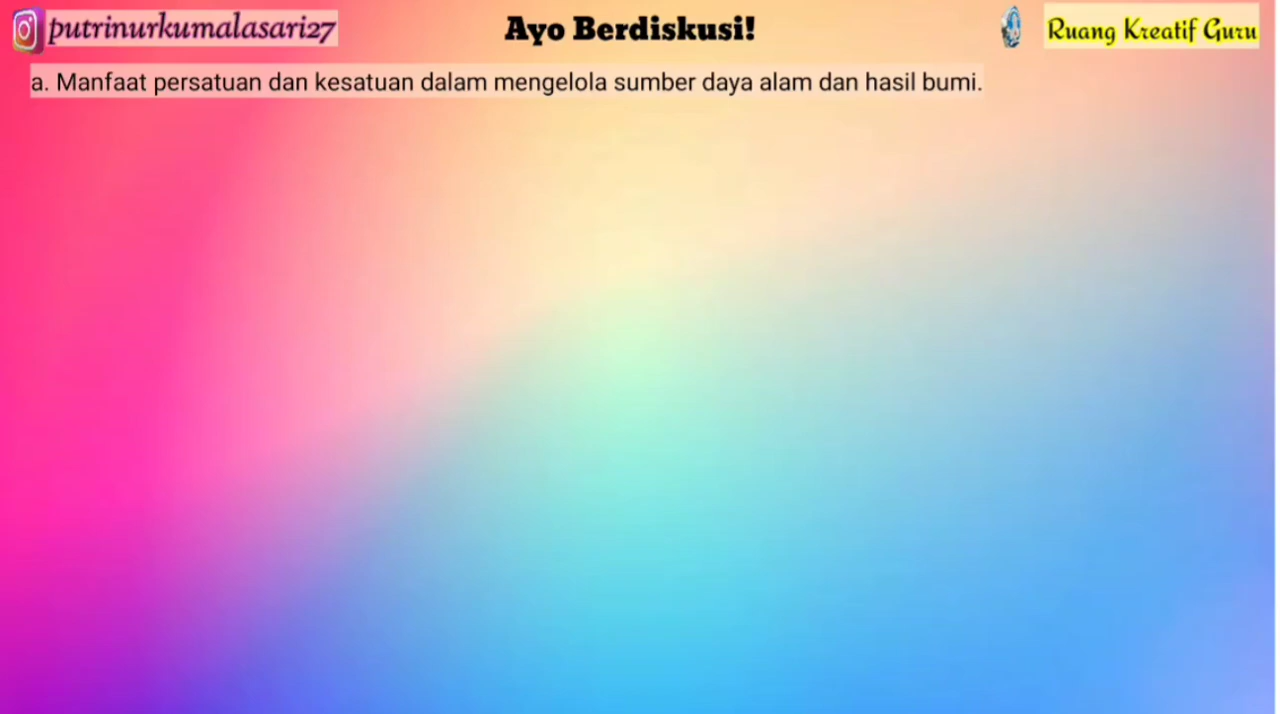 putrinurkumalasari27
Ayo Berdiskusi!
Ruang Kreatif Guru
a. Manfaat persatuan dan kesatuan dalam mengelola sumber daya alam dan hasil bumi.